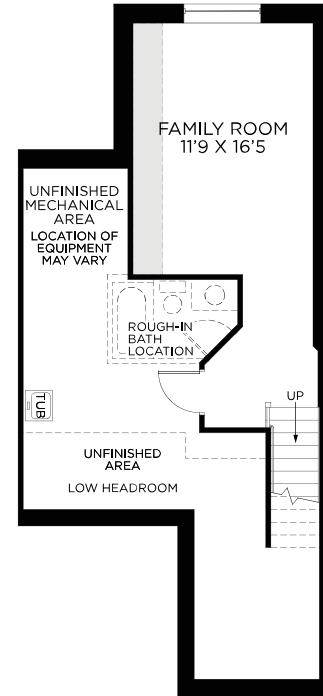 FAMILY ROOM
11'9 X 16'5
UNFINISHED
MECHANICAL
AREA
LOCATION OF
EQUIPMENT
MAY VARY
ROUGH-IN
BATH
LOCATION
TUB
UP
UNFINISHED
AREA
LOW HEADROOM